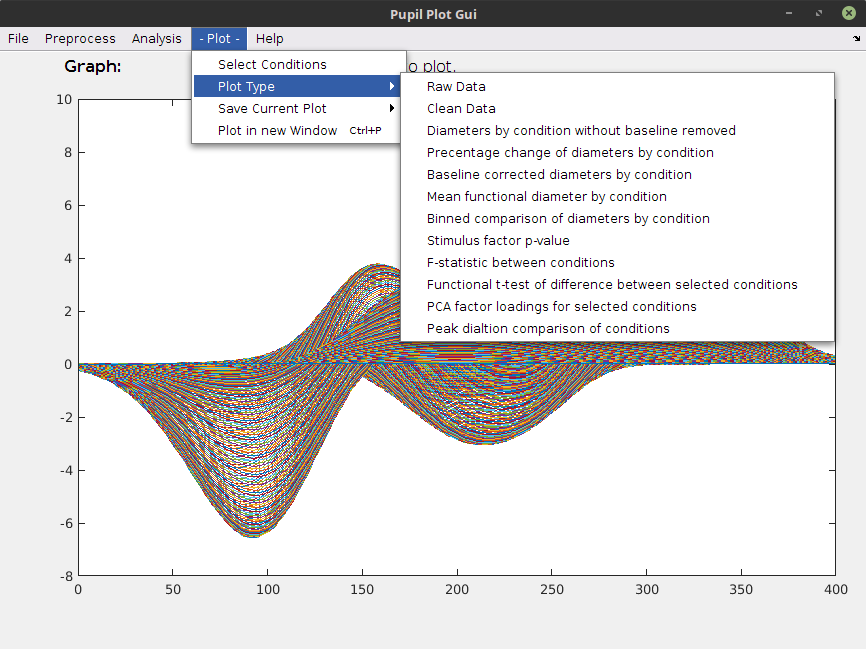 Pupil Plot Gui
File Preprocess Analysis - Plot - Help
Graph: o plot.
Select Conditions
Plot Type
Save Current Plot
Plot in new Window Ctrl+P
Raw Data
Clean Data
Diameters by condition without baseline removed
Precentage change of diameters by condition
Baseline corrected diameters by condition
Mean functional diameter by condition
Binned comparison of diameters by condition
Stimulus factor p-value
F-statistic between conditions
Functional t-test of difference between selected conditions
PCA factor loadings for selected conditions
Peak dialtion comparison of conditions
10
8
6
4
2
0
-2
-4
-6
-8
0 50 100 150 200 250 300 350 400